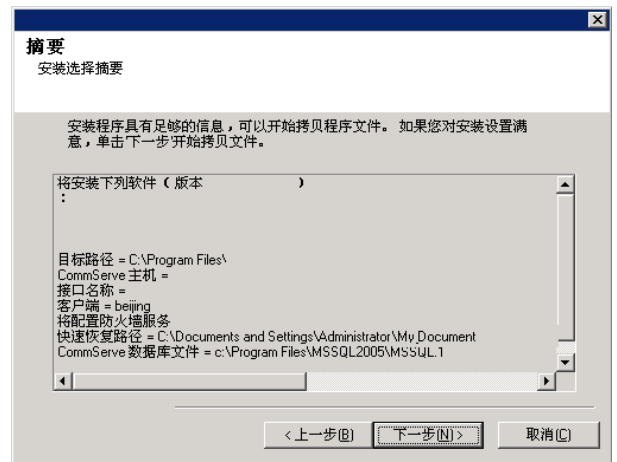 摘要
安装选择摘要
安装程序具有足够的信息，可以开始拷贝程序文件。 如果您对安装设置满
意，单击“下一步”开始拷贝文件。
将安装下列软件 ( 版本 )
:
目标路径 = C:\Program Files\
CommServe 主机 =
接口名称 =
客户端 = beijing
将配置防火墙服务
快速恢复路径 = C:\Documents and Settings\Administrator\My Document
CommServe 数据库文件 = c:\Program Files\MSSQL2005\MSSQL.1
<上一步(B) 下一步(N)> 取消(C)